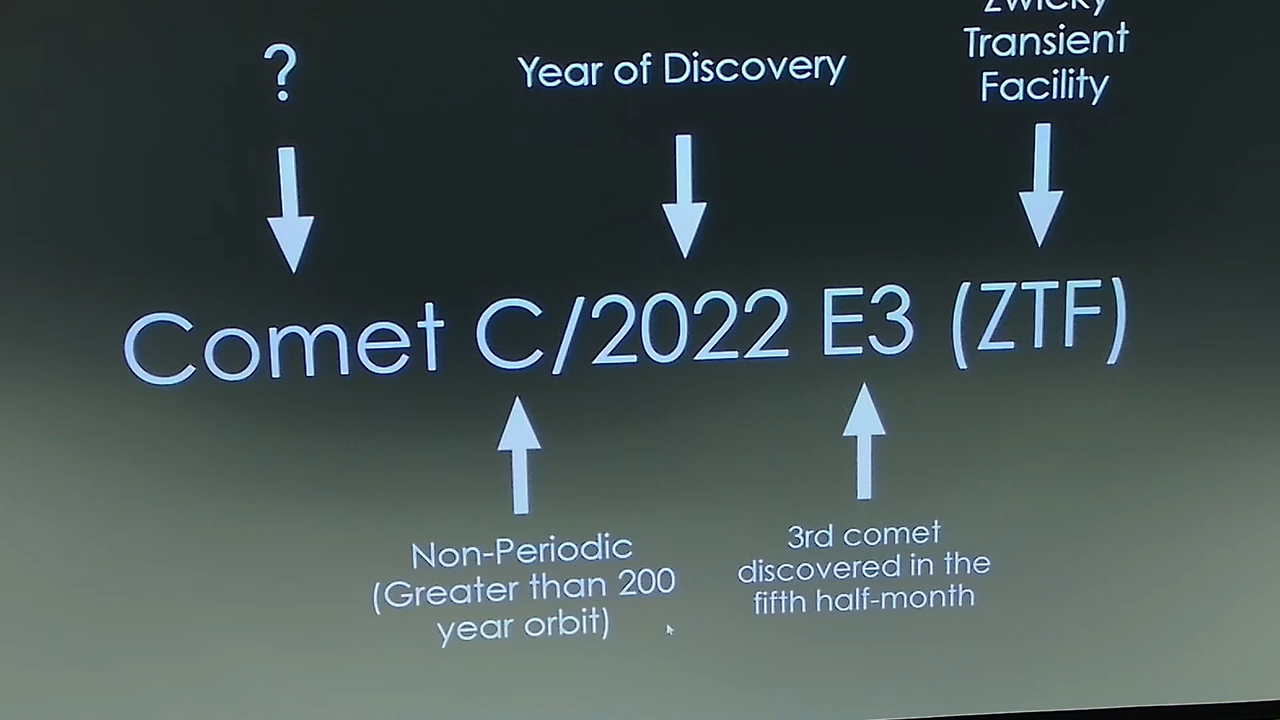 ?
Year of Discovery
Zwicky
Transient
Facility
Comet C/2022 E3 (ZTF)
Non-Periodic
(Greater than 200
year orbit)
3rd comet
discovered in the
fifth half-month